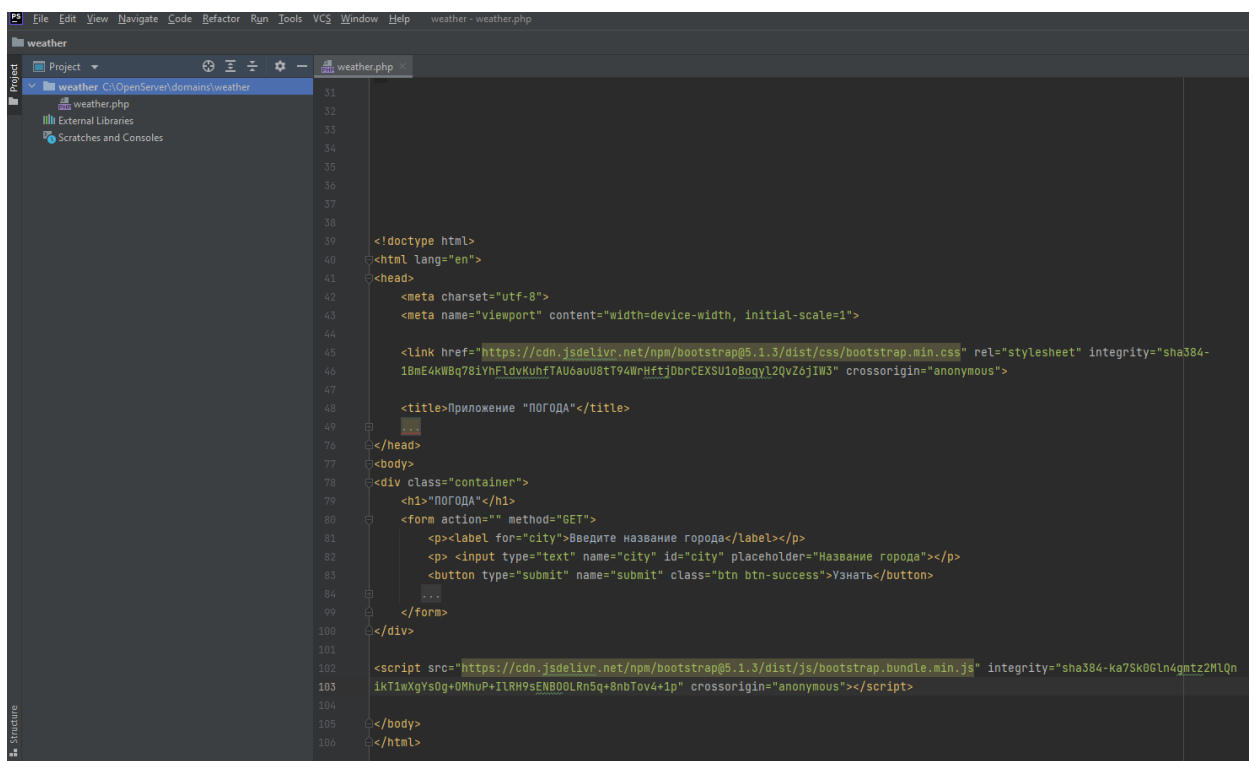 PS File Edit View Navigate Code Refactor Run Tools VCS Window Help weather - weather.php
weather
Project
Project
weather.php
weather C:\OpenServer\domains\weather
weather.php
External Libraries
Scratches and Consoles
31
32
33
34
35
36
37
38
39 <!doctype html>
40 <html lang="en">
41 <head>
42 <meta charset="utf-8">
43 <meta name="viewport" content="width=device-width, initial-scale=1">
44
45 <link href="https://cdn.jsdelivr.net/npm/bootstrap@5.1.3/dist/css/bootstrap.min.css" rel="stylesheet" integrity="sha384-
46 1BmE4kWBq78iYhFldvKuhfTAU6auU8tT94WrHftjDbrCEXSU1oBoqyl2QvZ6jIW3" crossorigin="anonymous">
47
48 <title>Приложение "ПОГОДА"</title>
49 ...
76 </head>
77 <body>
78 <div class="container">
79 <h1>"ПОГОДА"</h1>
80 <form action="" method="GET">
81 <p><label for="city">Введите название города</label></p>
82 <p> <input type="text" name="city" id="city" placeholder="Название города"></p>
83 <button type="submit" name="submit" class="btn btn-success">Узнать</button>
84 ...
99 </form>
100 </div>
101
102 <script src="https://cdn.jsdelivr.net/npm/bootstrap@5.1.3/dist/js/bootstrap.bundle.min.js" integrity="sha384-ka7Sk0Gln4gmtz2MlQn
103 ikT1wXgYsOg+OMhuP+IlRH9sENBO0LRn5q+8nbTov4+1p" crossorigin="anonymous"></script>
104
105 </body>
106 </html>
Structure